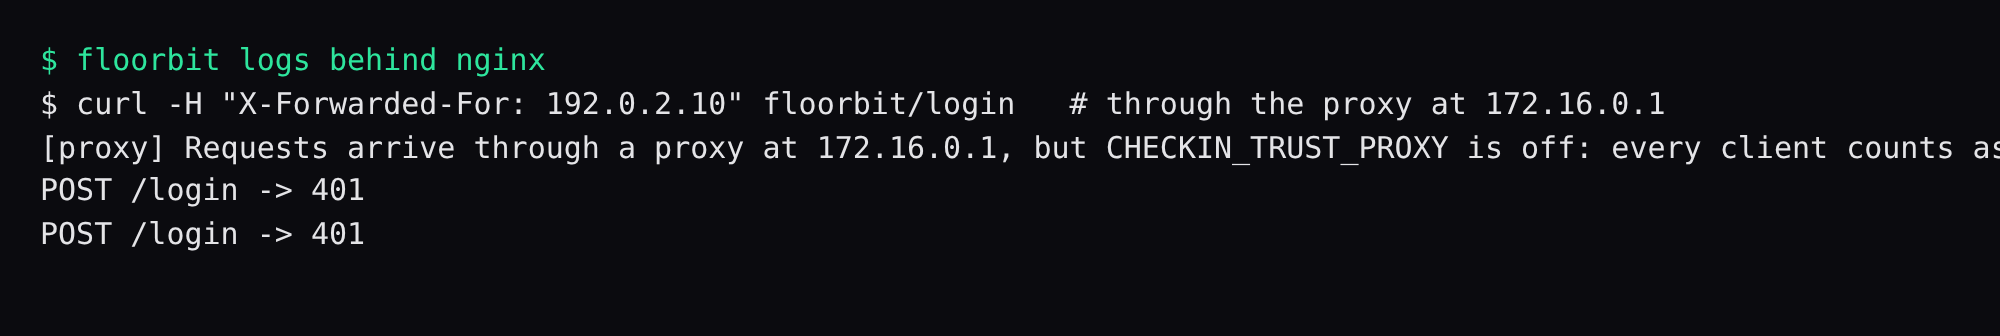 $ floorbit logs behind nginx
$ curl -H "X-Forwarded-For: 192.0.2.10" floorbit/login   # through the proxy at 172.16.0.1
[proxy] Requests arrive through a proxy at 172.16.0.1, but CHECKIN_TRUST_PROXY is off: every client counts as
POST /login -> 401
POST /login -> 401